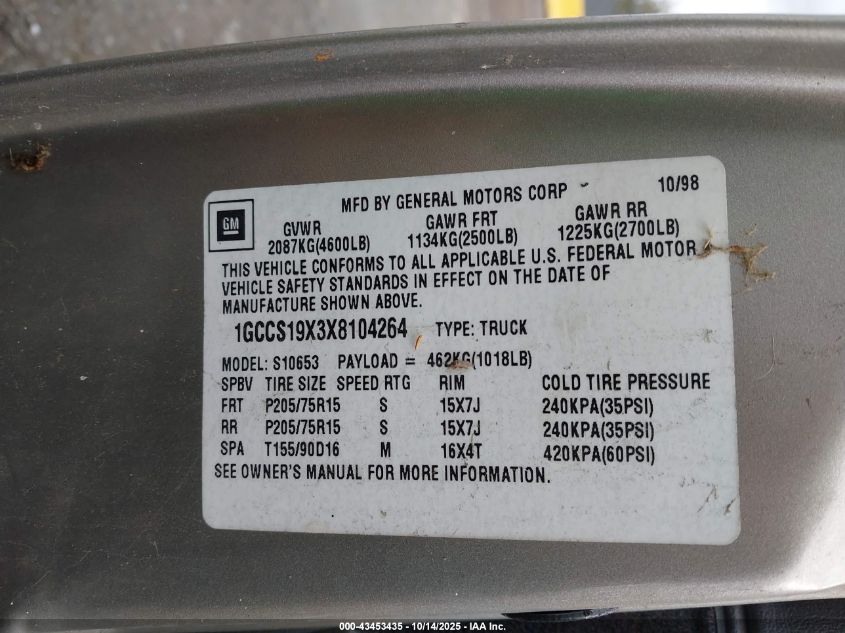 MFD BY GENERAL MOTORS CORP 10/98
GM
GVWR GAWR FRT GAWR RR
2087KG(4600LB) 1134KG(2500LB) 1225KG(2700LB)
THIS VEHICLE CONFORMS TO ALL APPLICABLE U.S. FEDERAL MOTOR
VEHICLE SAFETY STANDARDS IN EFFECT ON THE DATE OF
MANUFACTURE SHOWN ABOVE.
1GCCS19X3X8104264 TYPE: TRUCK
MODEL: S10653 PAYLOAD = 462KG(1018LB)
SPBV TIRE SIZE SPEED RTG RIM COLD TIRE PRESSURE
FRT P205/75R15 S 15X7J 240KPA(35PSI)
RR P205/75R15 S 15X7J 240KPA(35PSI)
SPA T155/90D16 M 16X4T 420KPA(60PSI)
SEE OWNER'S MANUAL FOR MORE INFORMATION.
000-43453435 - 10/14/2025 - IAA Inc.